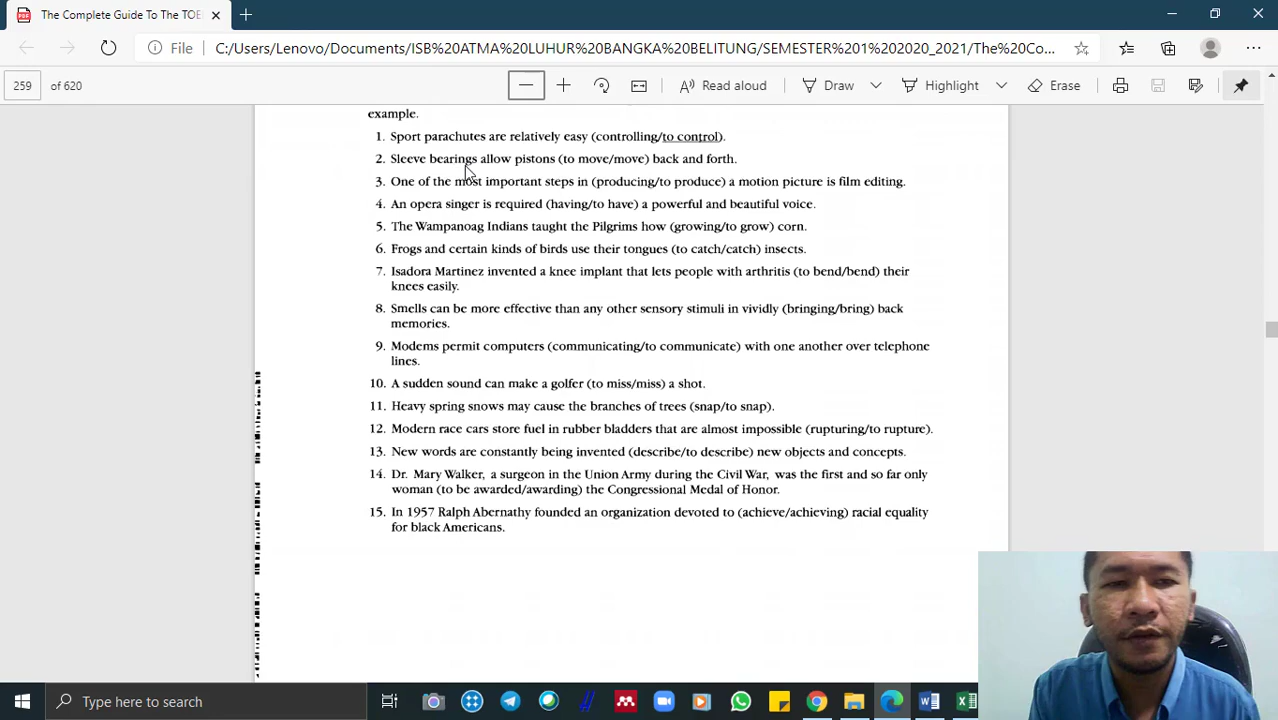 The Complete Guide To The TOE
File
C:/Users/Lenovo/Documents/ISB%20ATMA%20LUHUR%20BANGKA%20BELITUNG/SEMESTER%201%202020_2021/The%20Co...
259 of 620
Read aloud
Draw
Highlight
Erase
example.
1. Sport parachutes are relatively easy (controlling/to control).
2. Sleeve bearings allow pistons (to move/move) back and forth.
3. One of the most important steps in (producing/to produce) a motion picture is film editing.
4. An opera singer is required (having/to have) a powerful and beautiful voice.
5. The Wampanoag Indians taught the Pilgrims how (growing/to grow) corn.
6. Frogs and certain kinds of birds use their tongues (to catch/catch) insects.
7. Isadora Martinez invented a knee implant that lets people with arthritis (to bend/bend) their
knees easily.
8. Smells can be more effective than any other sensory stimuli in vividly (bringing/bring) back
memories.
9. Modems permit computers (communicating/to communicate) with one another over telephone
lines.
10. A sudden sound can make a golfer (to miss/miss) a shot.
11. Heavy spring snows may cause the branches of trees (snap/to snap).
12. Modern race cars store fuel in rubber bladders that are almost impossible (rupturing/to rupture).
13. New words are constantly being invented (describe/to describe) new objects and concepts.
14. Dr. Mary Walker, a surgeon in the Union Army during the Civil War, was the first and so far only
woman (to be awarded/awarding) the Congressional Medal of Honor.
15. In 1957 Ralph Abernathy founded an organization devoted to (achieve/achieving) racial equality
for black Americans.
Type here to search